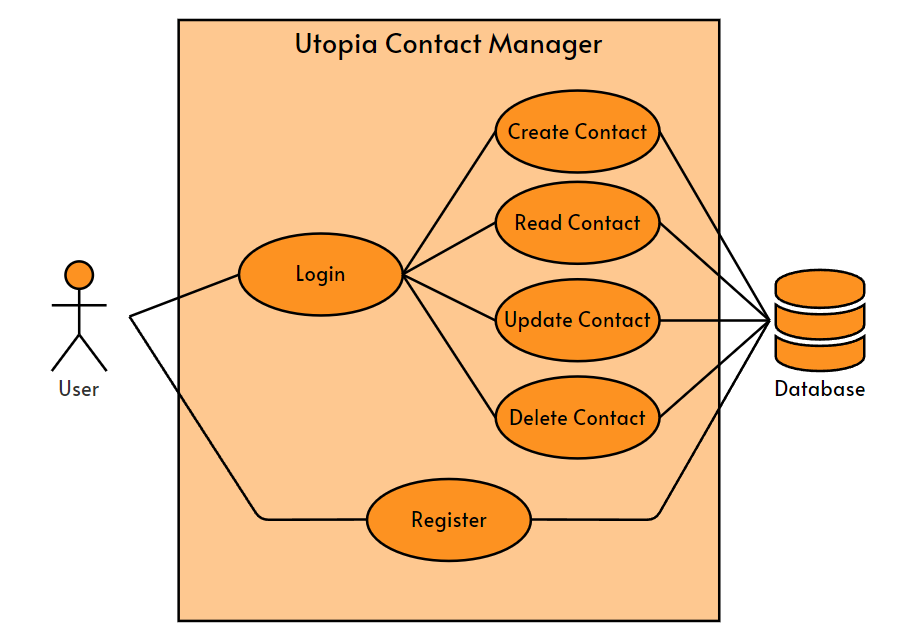 Utopia Contact Manager
Create Contact
Read Contact
Login
Update Contact
User
Database
Delete Contact
Register